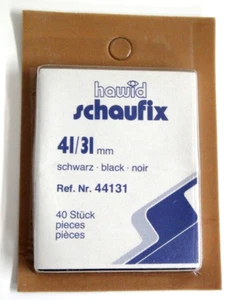 hawid
schaufix
41/31 mm
schwarz · black · noir
Ref. Nr. 44131
40 Stück
pieces
pièces